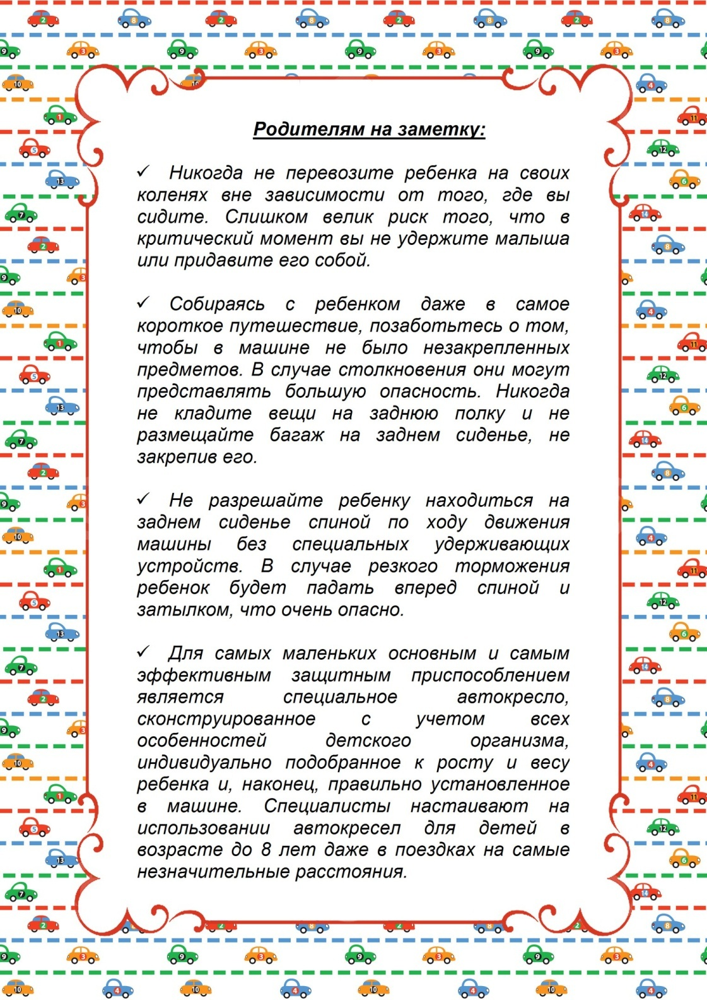 Родителям на заметку:
✓ Никогда не перевозите ребенка на своих
коленях вне зависимости от того, где вы
сидите. Слишком велик риск того, что в
критический момент вы не удержите малыша
или придавите его собой.
✓ Собираясь с ребенком даже в самое
короткое путешествие, позаботьтесь о том,
чтобы в машине не было незакрепленных
предметов. В случае столкновения они могут
представлять большую опасность. Никогда
не кладите вещи на заднюю полку и не
размещайте багаж на заднем сиденье, не
закрепив его.
✓ Не разрешайте ребенку находиться на
заднем сиденье спиной по ходу движения
машины без специальных удерживающих
устройств. В случае резкого торможения
ребенок будет падать вперед спиной и
затылком, что очень опасно.
✓ Для самых маленьких основным и самым
эффективным защитным приспособлением
является специальное автокресло,
сконструированное с учетом всех
особенностей детского организма,
индивидуально подобранное к росту и весу
ребенка и, наконец, правильно установленное
в машине. Специалисты настаивают на
использовании автокресел для детей в
возрасте до 8 лет даже в поездках на самые
незначительные расстояния.